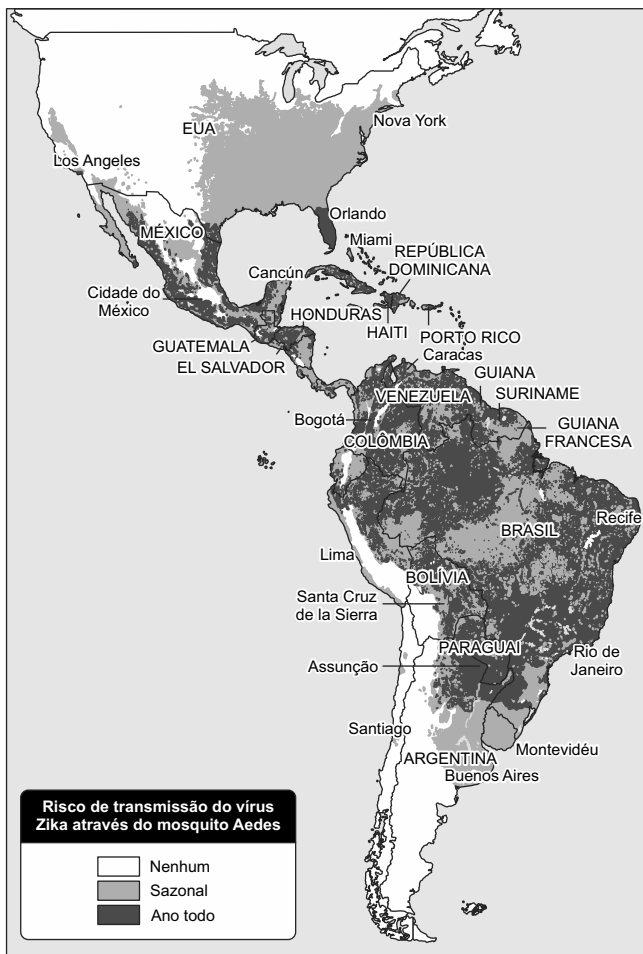 EUA
Nova York
Los Angeles
Orlando
MÉXICO
Miami
REPÚBLICA
DOMINICANA
Cancún
Cidade do
México
HONDURAS
HAITI
PORTO RICO
GUATEMALA
EL SALVADOR
Caracas
GUIANA
VENEZUELA
SURINAME
Bogotá
GUIANA
FRANCESA
COLÔMBIA
Recife
BRASIL
Lima
BOLÍVIA
Santa Cruz
de la Sierra
PARAGUAI
Rio de
Janeiro
Assunção
Santiago
Montevidéu
ARGENTINA
Buenos Aires
Risco de transmissão do vírus
Zika através do mosquito Aedes
Nenhum
Sazonal
Ano todo